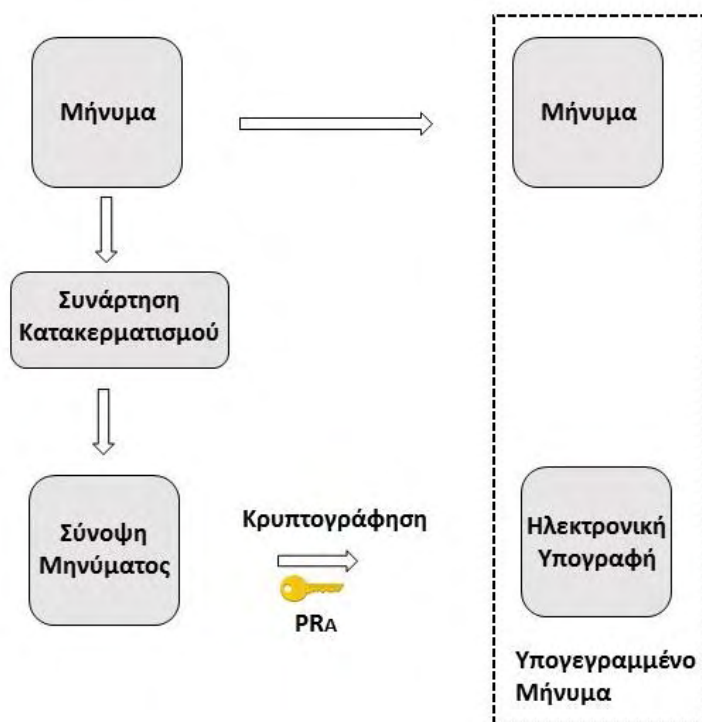 Μήνυμα
Μήνυμα
Συνάρτηση
Κατακερματισμού
Σύνοψη
Μηνύματος
Κρυπτογράφηση
PRA
Ηλεκτρονική
Υπογραφή
Υπογεγραμμένο
Μήνυμα